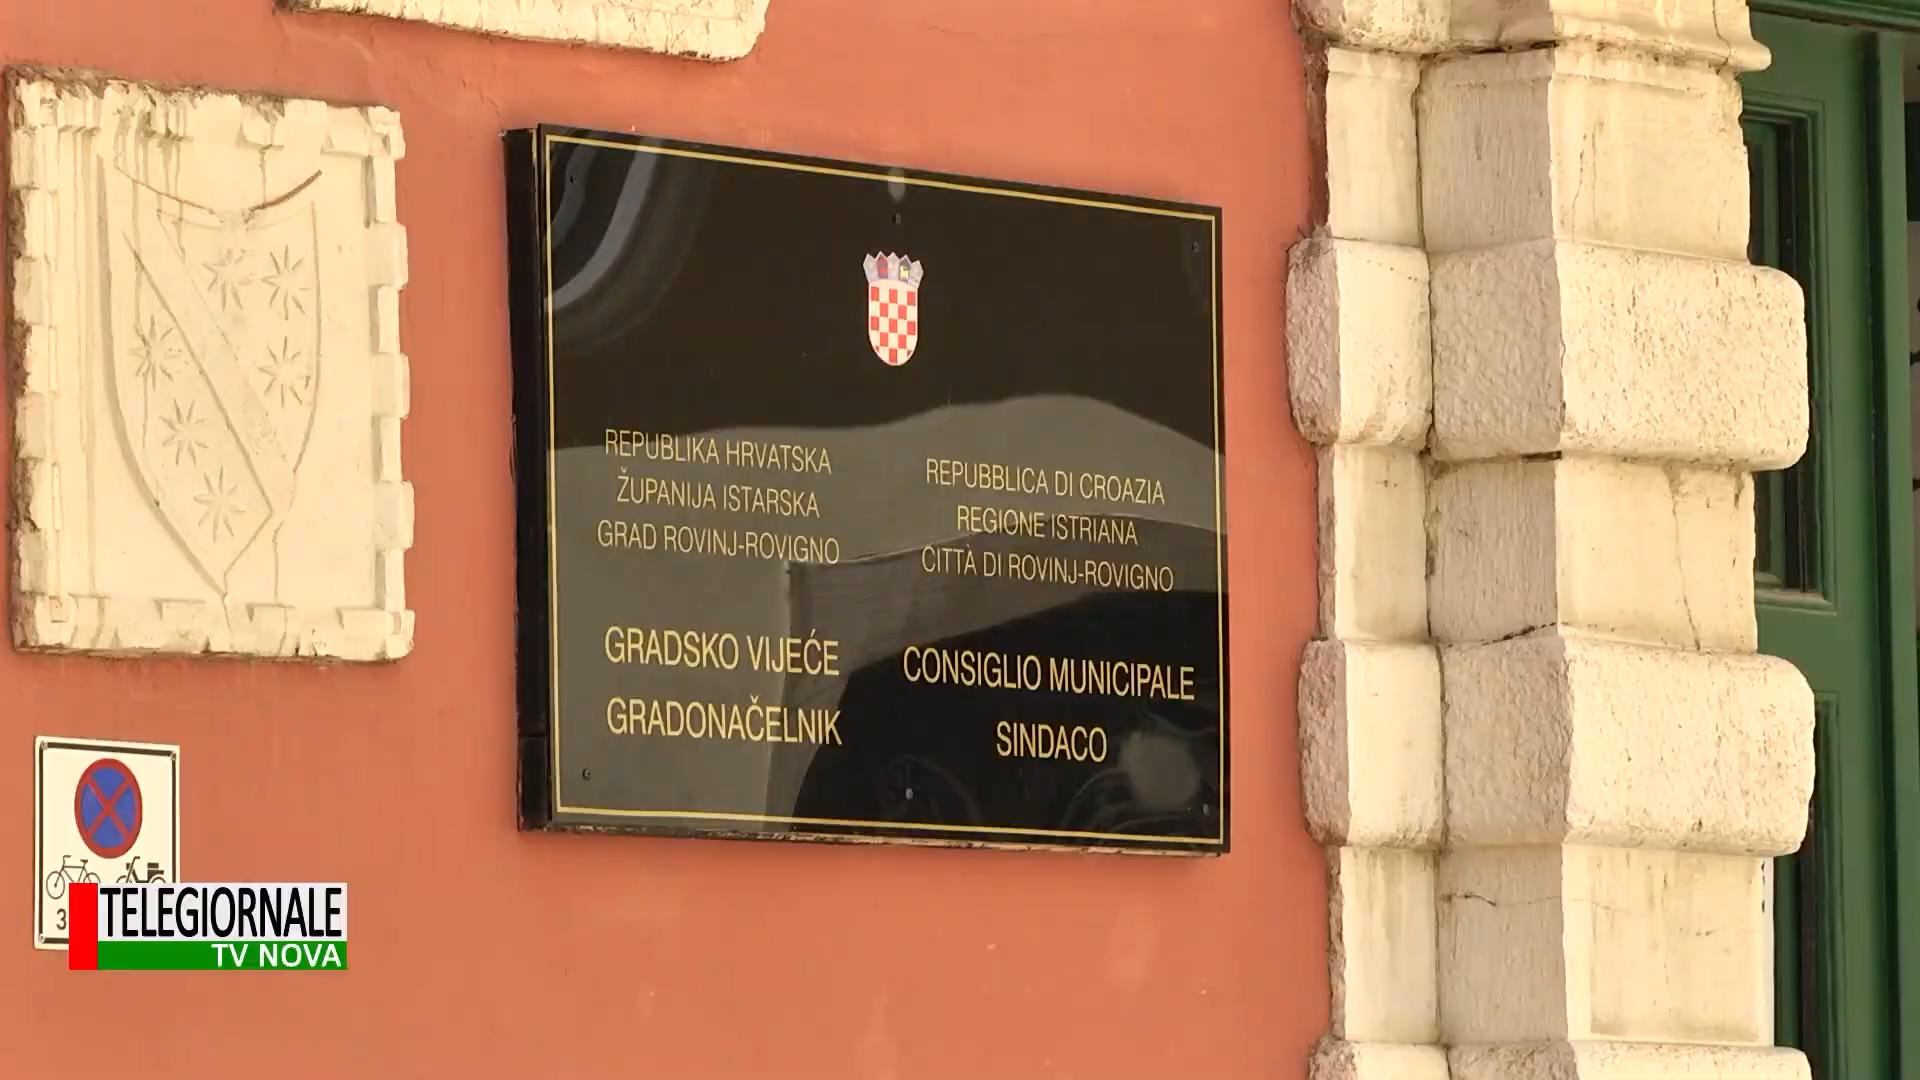 REPUBLIKA HRVATSKA
ŽUPANIJA ISTARSKA
GRAD ROVINJ-ROVIGNO
GRADSKO VIJEĆE
GRADONAČELNIK
REPUBBLICA DI CROAZIA
REGIONE ISTRIANA
CITTÀ DI ROVINJ-ROVIGNO
CONSIGLIO MUNICIPALE
SINDACO
TELEGIORNALE
TV NOVA